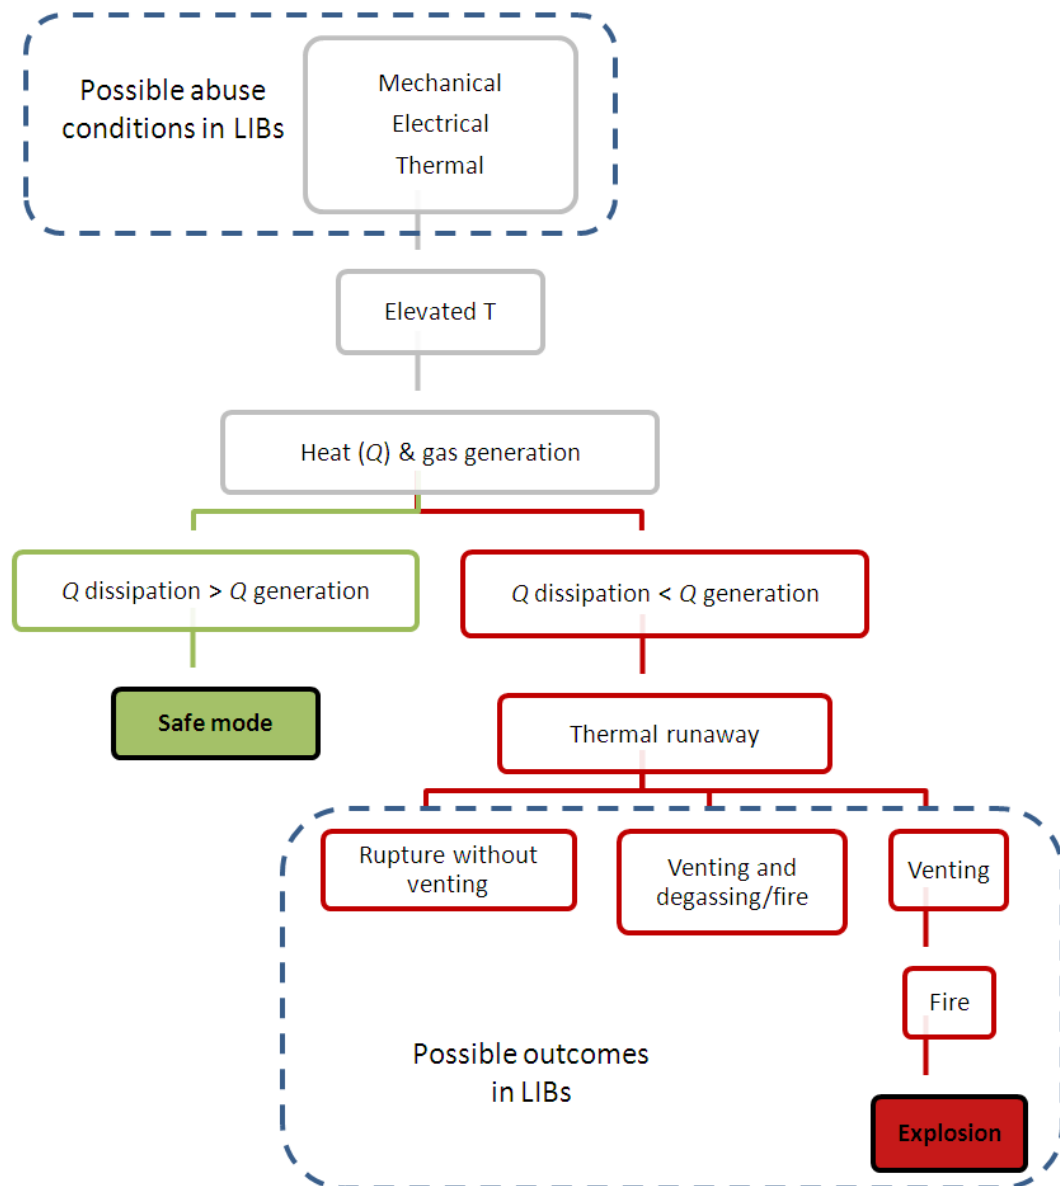 Possible abuse
conditions in LIBs
Mechanical
Electrical
Thermal
Elevated T
Heat (Q) & gas generation
Q dissipation > Q generation
Q dissipation < Q generation
Safe mode
Thermal runaway
Rupture without
venting
Venting and
degassing/fire
Venting
Fire
Possible outcomes
in LIBs
Explosion